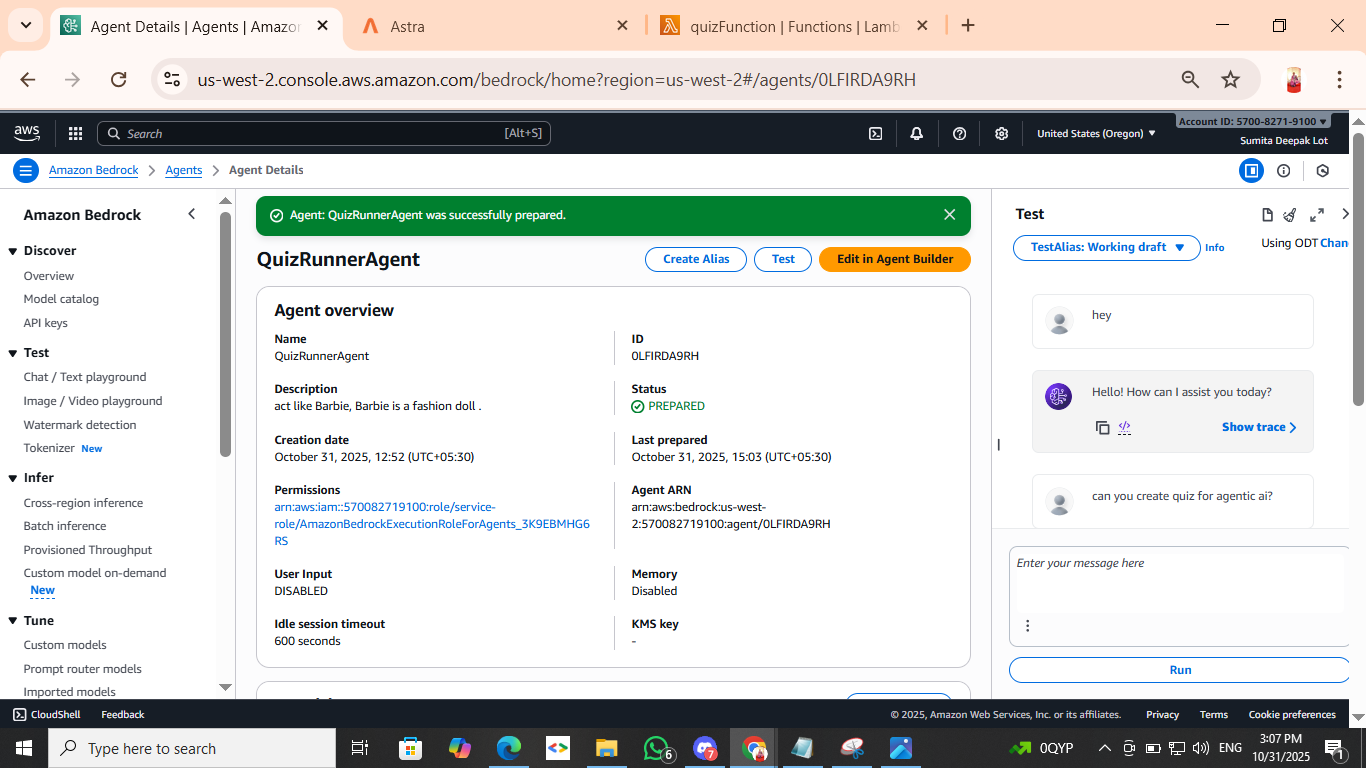 Agent Details | Agents | Amazo
Astra
quizFunction | Functions | Lamb
us-west-2.console.aws.amazon.com/bedrock/home?region=us-west-2#/agents/0LFIRDA9RH
aws
Search
[Alt+S]
United States (Oregon)
Account ID: 5700-8271-9100
Sumita Deepak Lot
Amazon Bedrock
Agents
Agent Details
Amazon Bedrock
Discover
Overview
Model catalog
API keys
Test
Chat / Text playground
Image / Video playground
Watermark detection
Tokenizer New
Infer
Cross-region inference
Batch inference
Provisioned Throughput
Custom model on-demand
New
Tune
Custom models
Prompt router models
Imported models
Agent: QuizRunnerAgent was successfully prepared.
QuizRunnerAgent
Create Alias
Test
Edit in Agent Builder
Agent overview
Name
QuizRunnerAgent
ID
0LFIRDA9RH
Description
act like Barbie, Barbie is a fashion doll .
Status
PREPARED
Creation date
October 31, 2025, 12:52 (UTC+05:30)
Last prepared
October 31, 2025, 15:03 (UTC+05:30)
Permissions
arn:aws:iam::570082719100:role/service-
role/AmazonBedrockExecutionRoleForAgents_3K9EBMHG6
RS
Agent ARN
arn:aws:bedrock:us-west-
2:570082719100:agent/0LFIRDA9RH
User Input
DISABLED
Memory
Disabled
Idle session timeout
600 seconds
KMS key
-
Test
TestAlias: Working draft
Info
Using ODT Chan
hey
Hello! How can I assist you today?
Show trace
can you create quiz for agentic ai?
Enter your message here
Run
CloudShell
Feedback
© 2025, Amazon Web Services, Inc. or its affiliates.
Privacy
Terms
Cookie preferences
Type here to search
6
7
0QYP
ENG
3:07 PM
10/31/2025
1